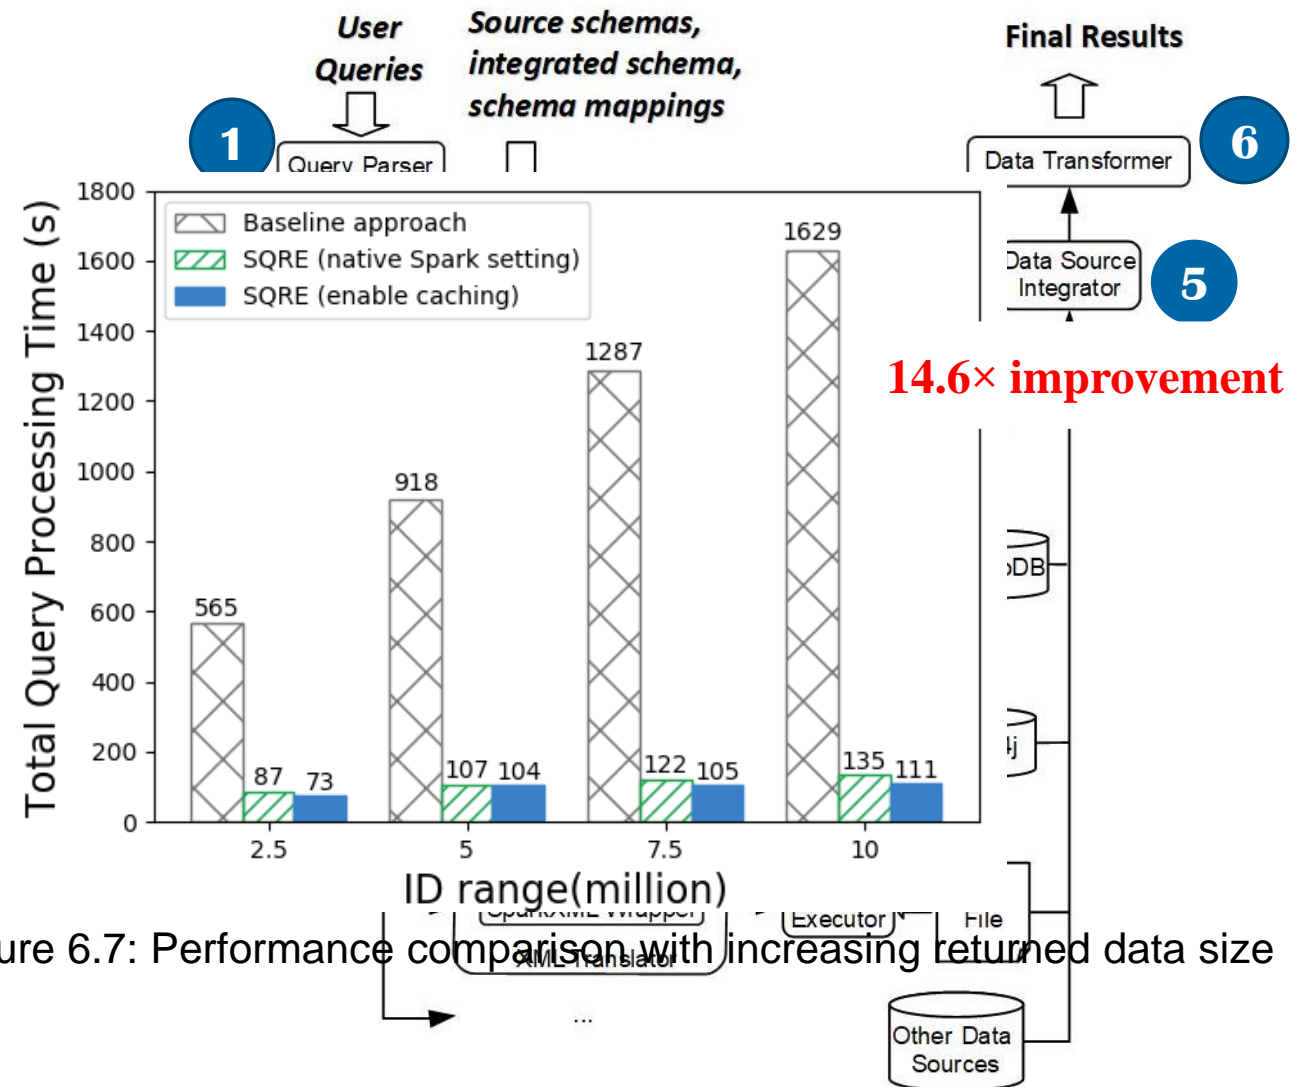 User
Queries
Source schemas,
integrated schema,
schema mappings
Final Results
1
Query Parser
Data Transformer
6
Data Source
Integrator
5
Total Query Processing Time (s)
1800
1600
1400
1200
1000
800
600
400
200
0
Baseline approach
SQRE (native Spark setting)
SQRE (enable caching)
565
87
73
918
107
104
1287
122
105
1629
135
111
2.5
5
7.5
10
ID range(million)
14.6× improvement
oDB
4j
SparkXML Wrapper
Executor
File
ure 6.7: Performance comparison with increasing returned data size
XML Translator
...
Other Data
Sources